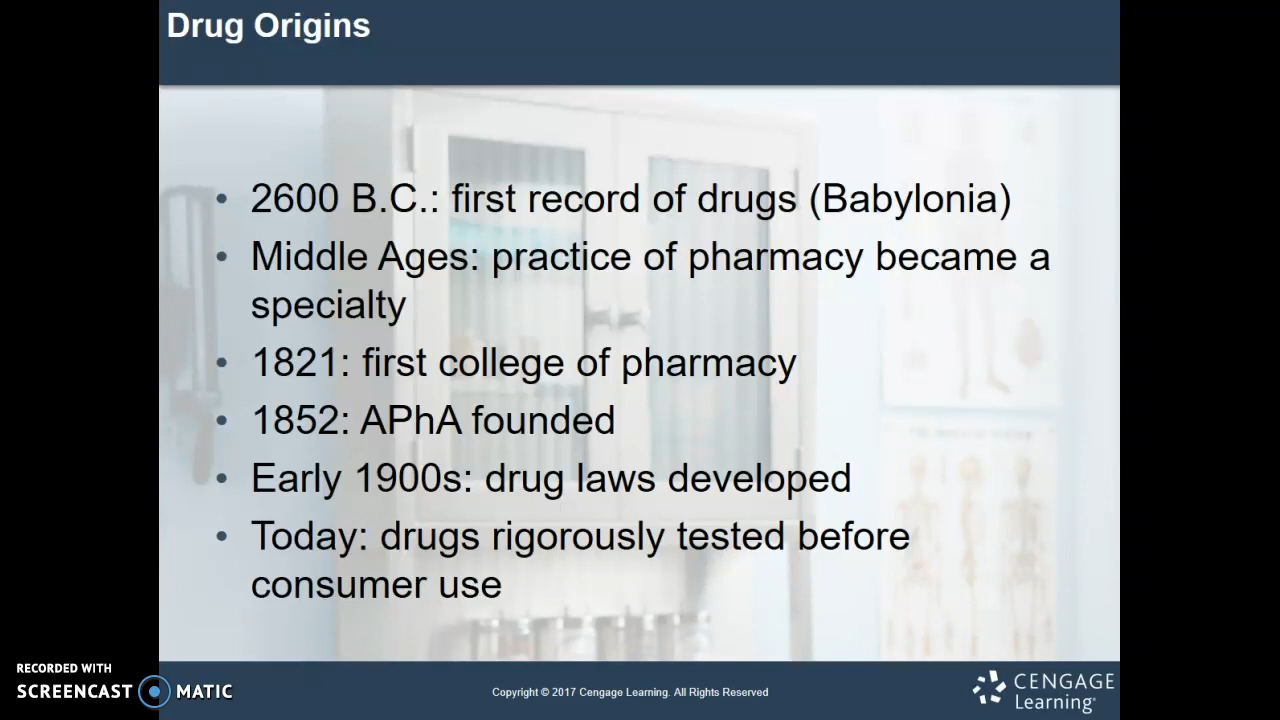 Drug Origins
• 2600 B.C.: first record of drugs (Babylonia)
• Middle Ages: practice of pharmacy became a
specialty
• 1821: first college of pharmacy
• 1852: APhA founded
• Early 1900s: drug laws developed
• Today: drugs rigorously tested before
consumer use
RECORDED WITH
SCREENCAST MATIC
Copyright © 2017 Cengage Learning. All Rights Reserved
CENGAGE
Learning